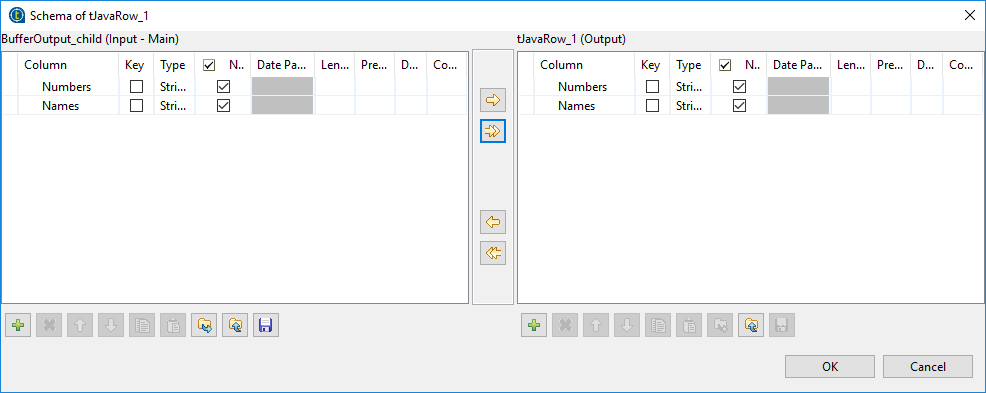 Schema of tJavaRow_1
BufferOutput_child (Input - Main)
Column Key Type N.. Date Pa... Len... Pre... D... Co...
Numbers Stri...
Names Stri...
tJavaRow_1 (Output)
Column Key Type N.. Date Pa... Len... Pre... D... Co...
Numbers Stri...
Names Stri...
OK Cancel